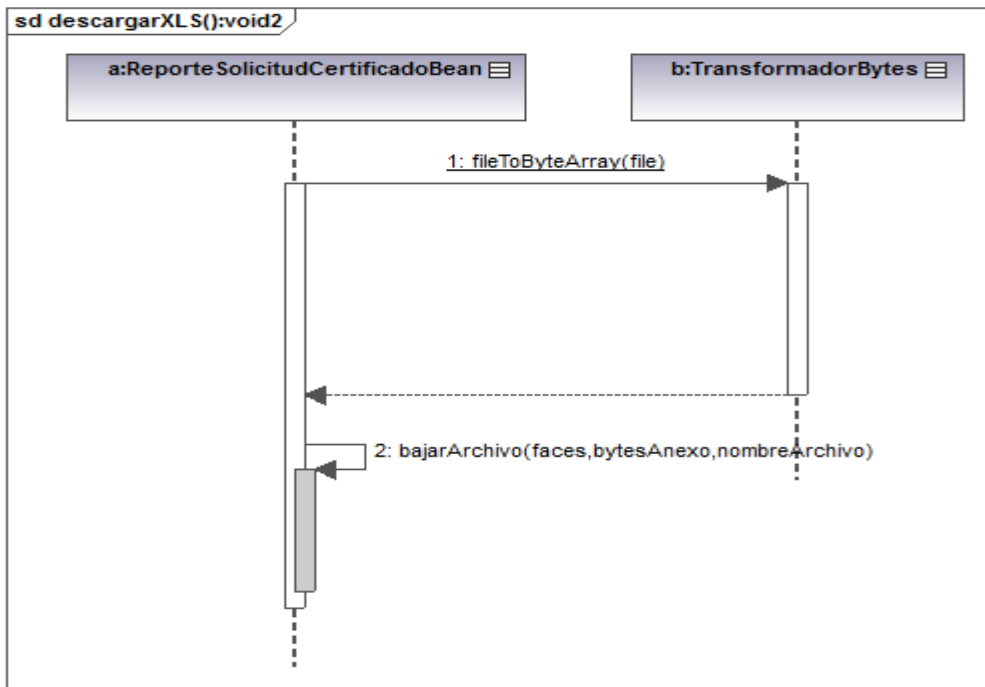 sd descargarXLS():void2
a:ReporteSolicitudCertificadoBean
b:TransformadorBytes
1: fileToByteArray(file)
2: bajarArchivo(faces,bytesAnexo,nombreArchivo)